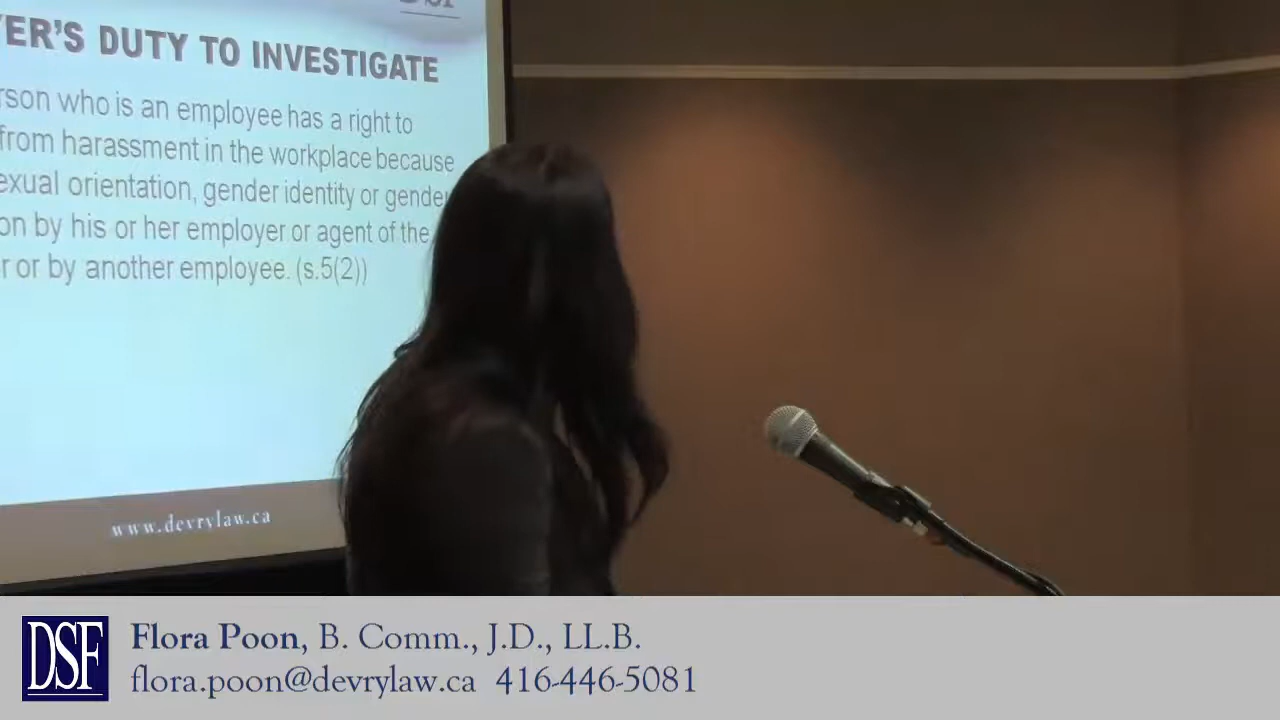 DSF
YER'S DUTY TO INVESTIGATE
rson who is an employee has a right to
from harassment in the workplace because
exual orientation, gender identity or gender
on by his or her employer or agent of the
r or by another employee. (s.5(2))
www.devrylaw.ca
DSF
Flora Poon, B. Comm., J.D., LL.B.
flora.poon@devrylaw.ca 416-446-5081